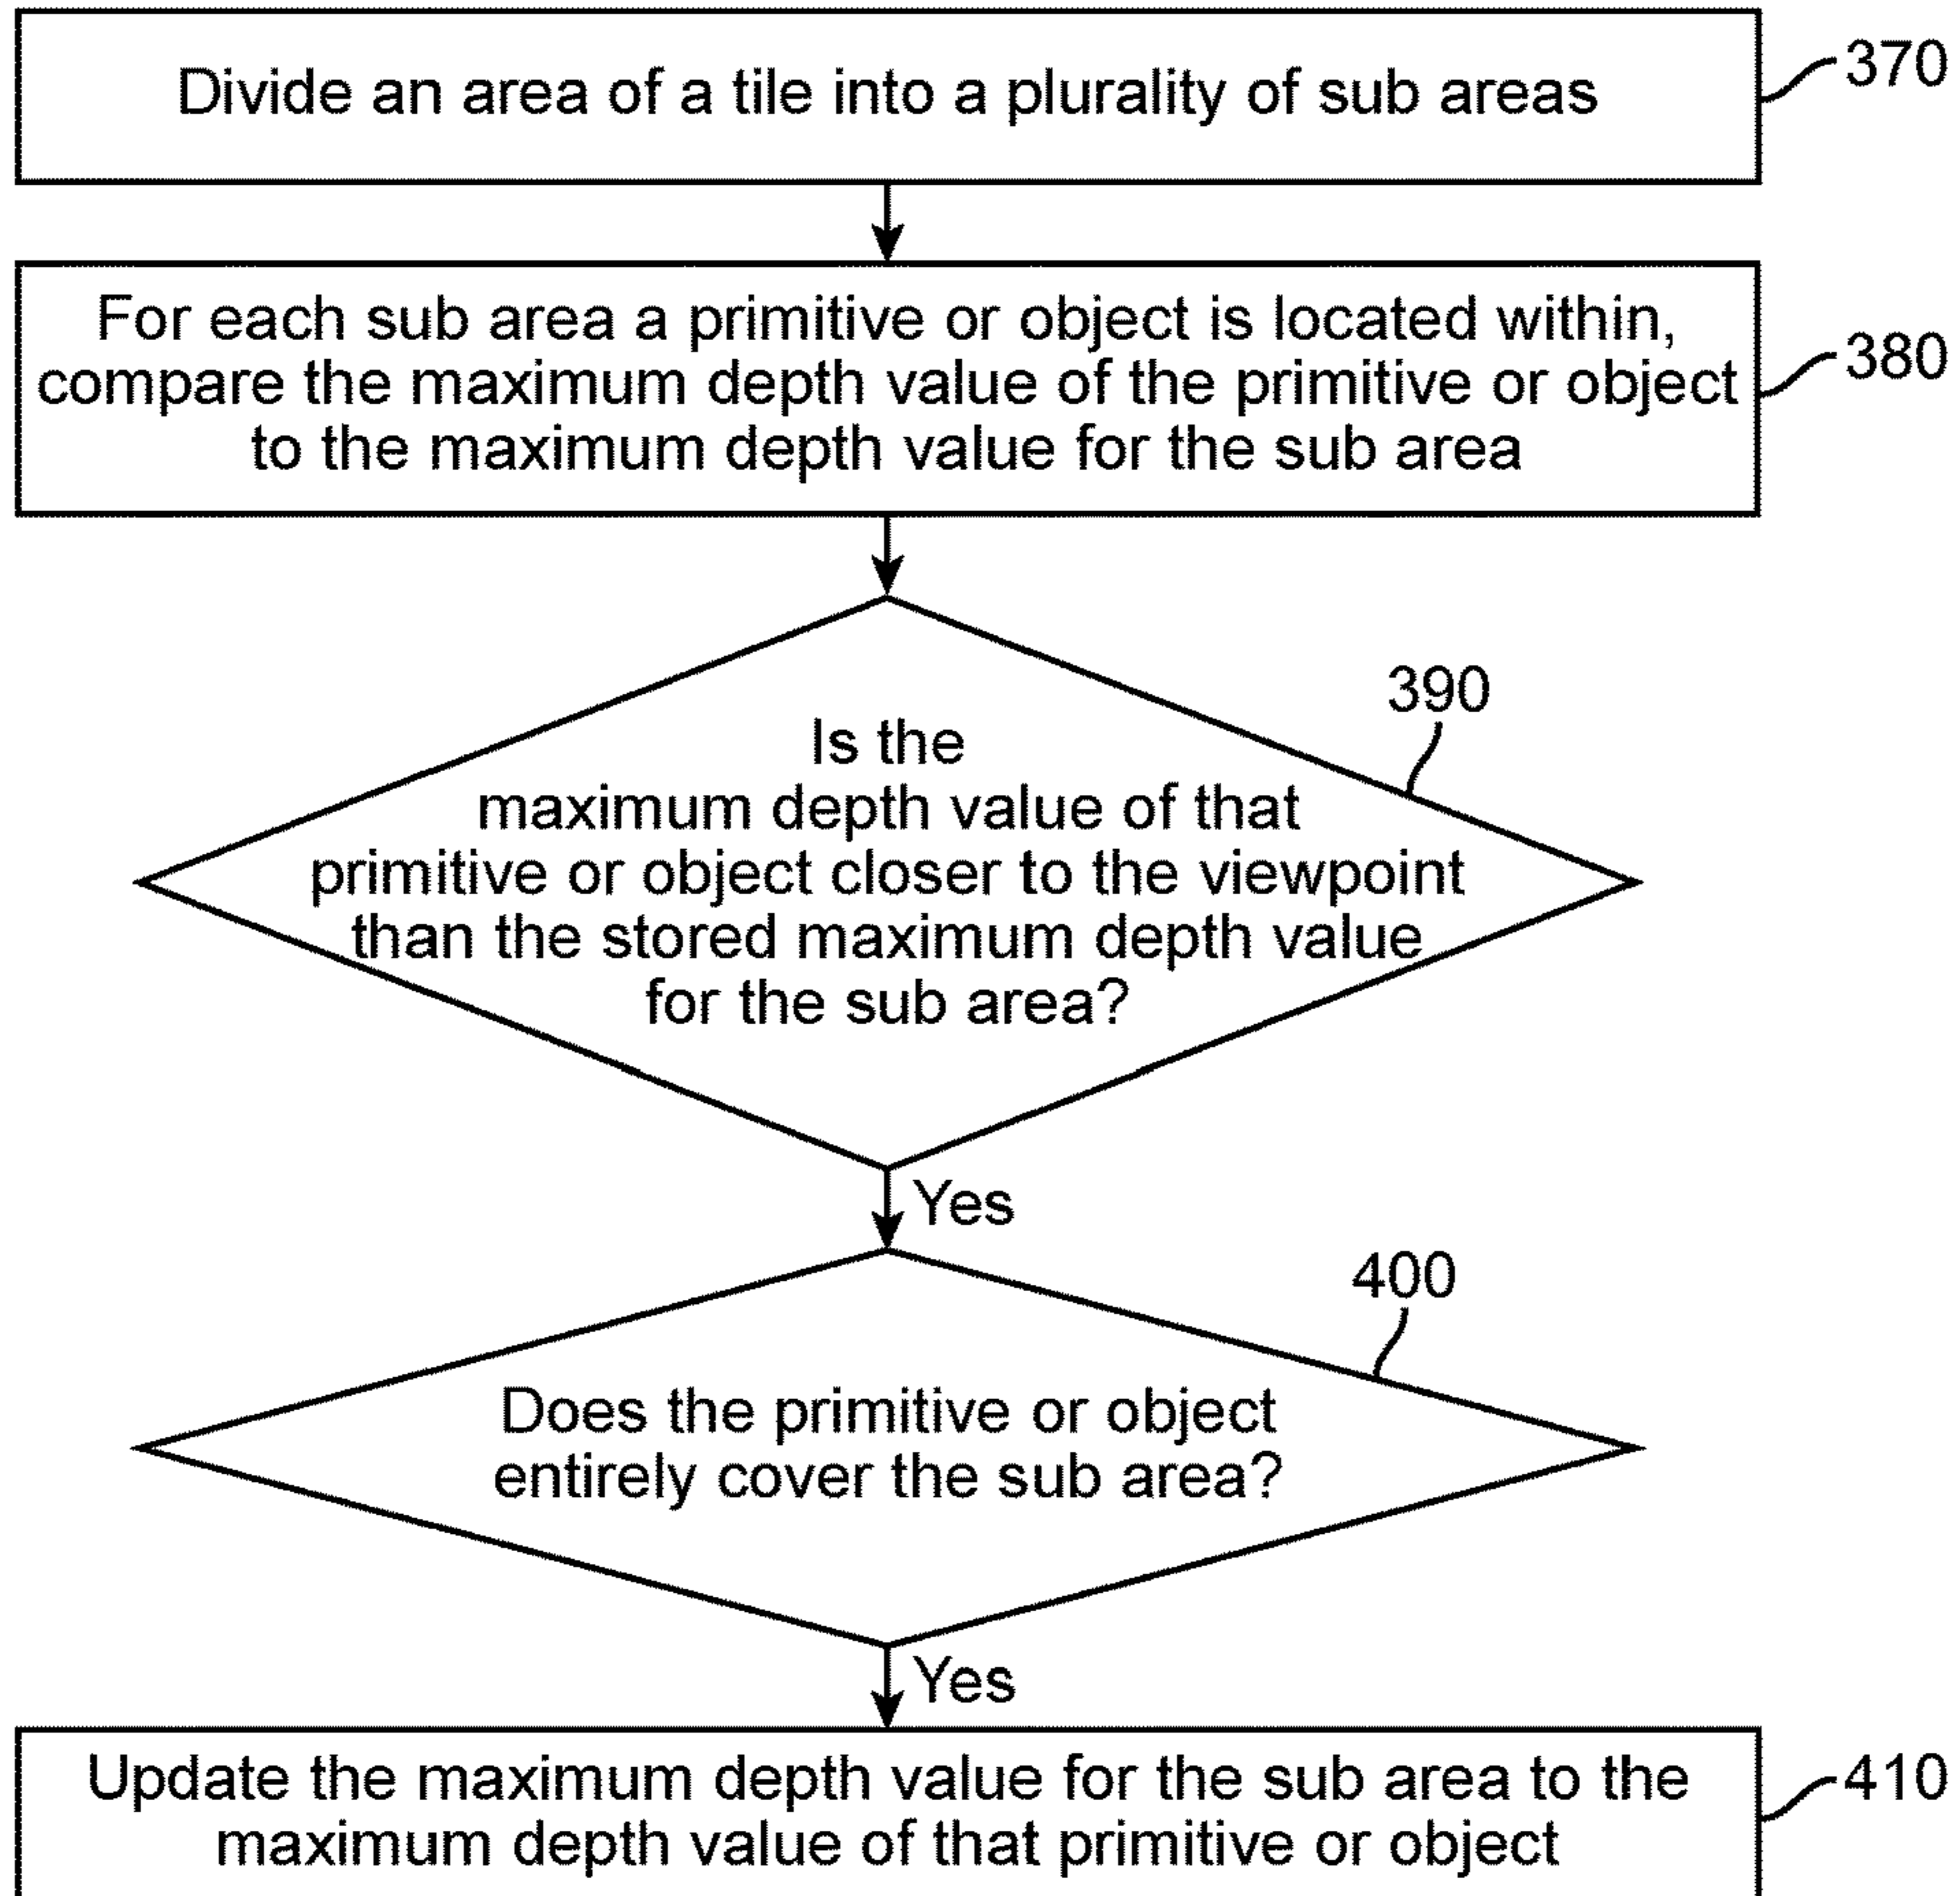 Divide an area of a tile into a plurality of sub areas
370
For each sub area a primitive or object is located within,
compare the maximum depth value of the primitive or object
to the maximum depth value for the sub area
380
390
Is the
maximum depth value of that
primitive or object closer to the viewpoint
than the stored maximum depth value
for the sub area?
Yes
400
Does the primitive or object
entirely cover the sub area?
Yes
Update the maximum depth value for the sub area to the
maximum depth value of that primitive or object
410